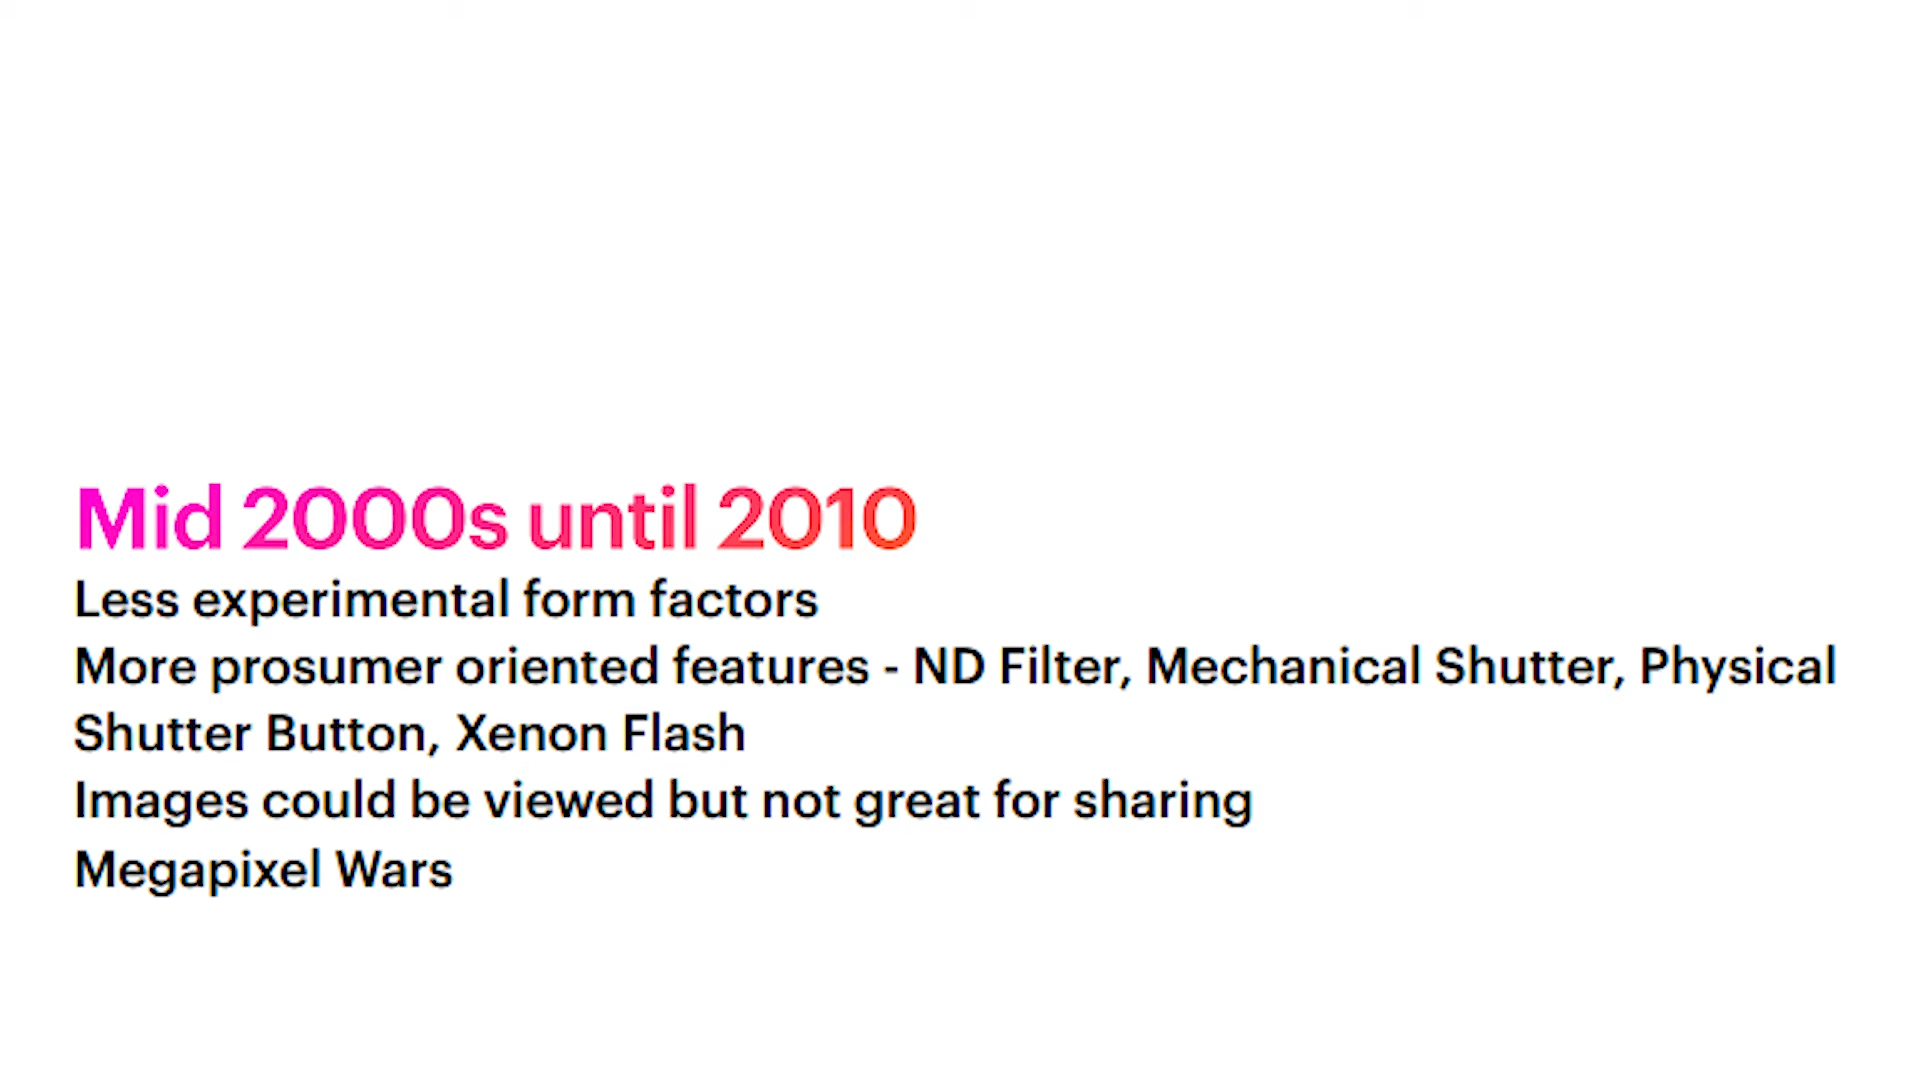 Mid 2000s until 2010
Less experimental form factors
More prosumer oriented features - ND Filter, Mechanical Shutter, Physical
Shutter Button, Xenon Flash
Images could be viewed but not great for sharing
Megapixel Wars